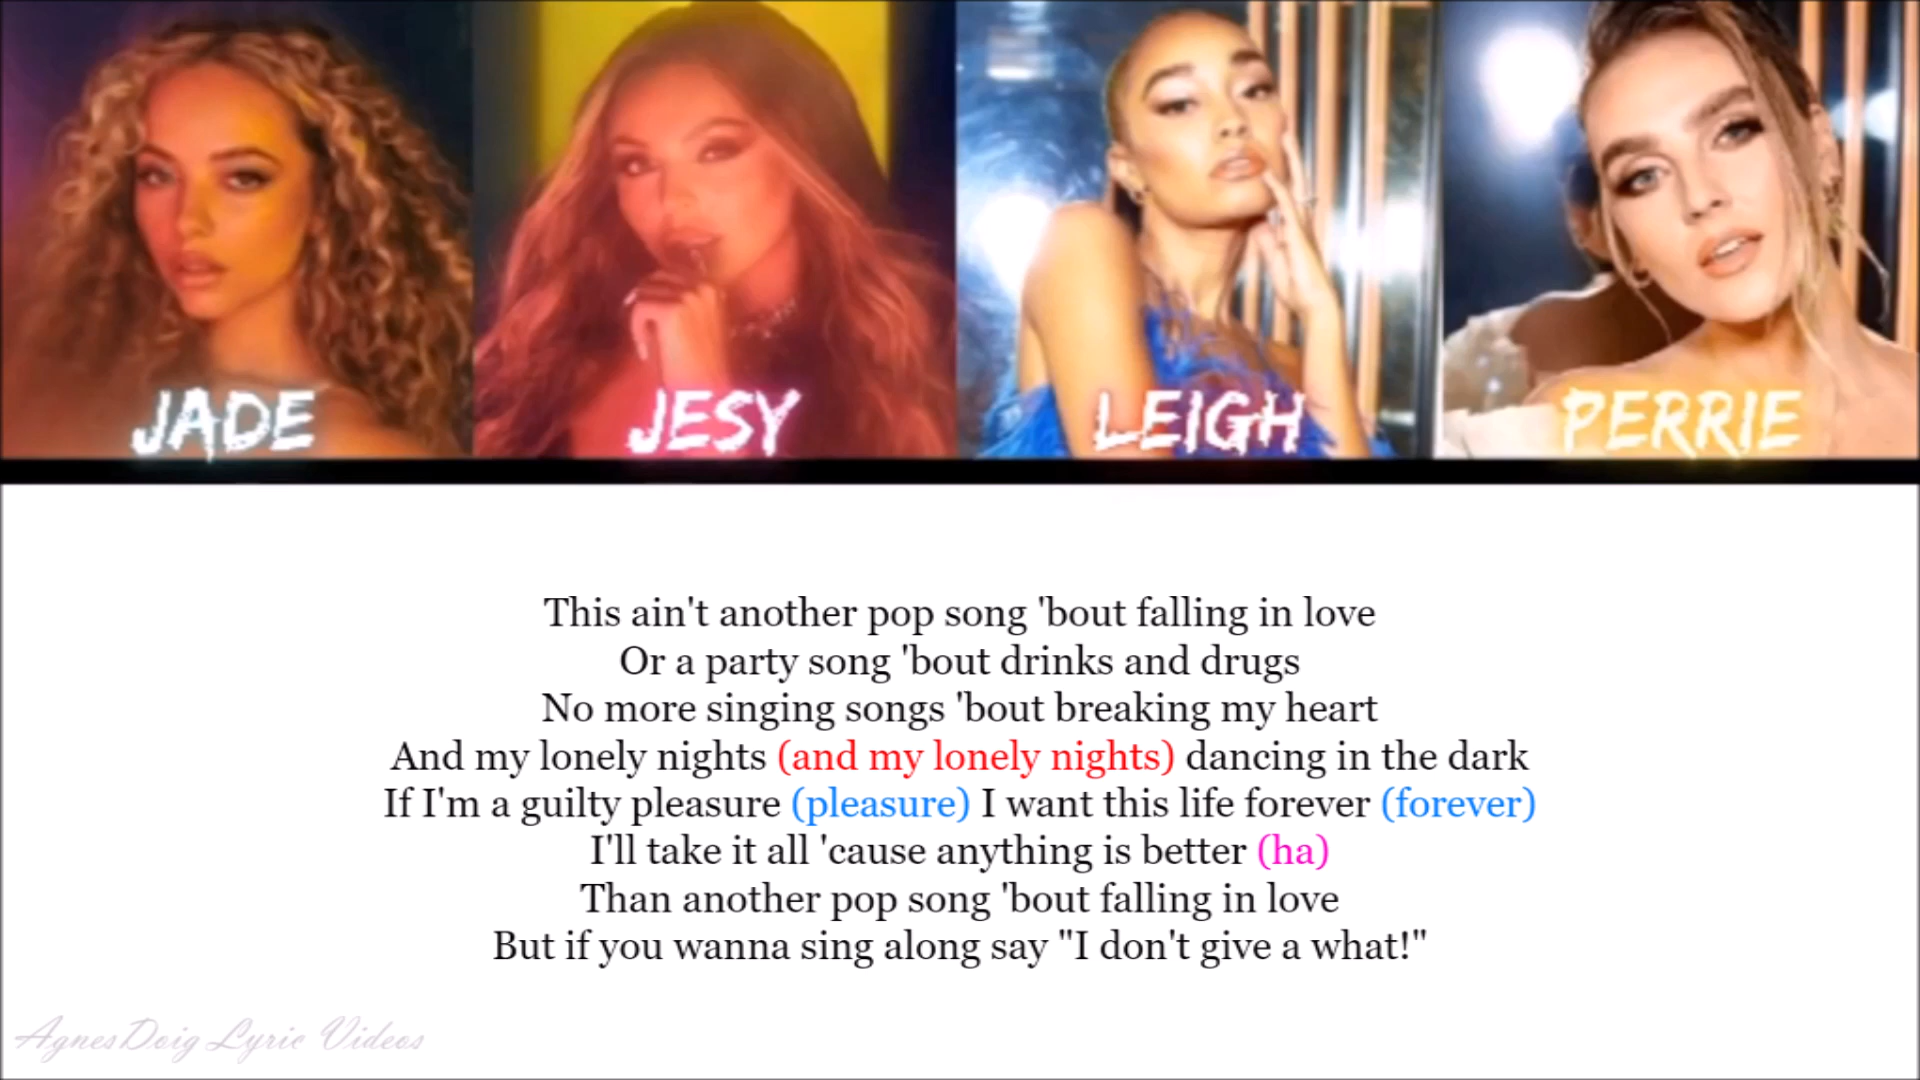 JADE
JESY
LEIGH
PERRIE
This ain't another pop song 'bout falling in love
Or a party song 'bout drinks and drugs
No more singing songs 'bout breaking my heart
And my lonely nights (and my lonely nights) dancing in the dark
If I'm a guilty pleasure (pleasure) I want this life forever (forever)
I'll take it all 'cause anything is better (ha)
Than another pop song 'bout falling in love
But if you wanna sing along say "I don't give a what!"
AgnesDoig Lyric Videos